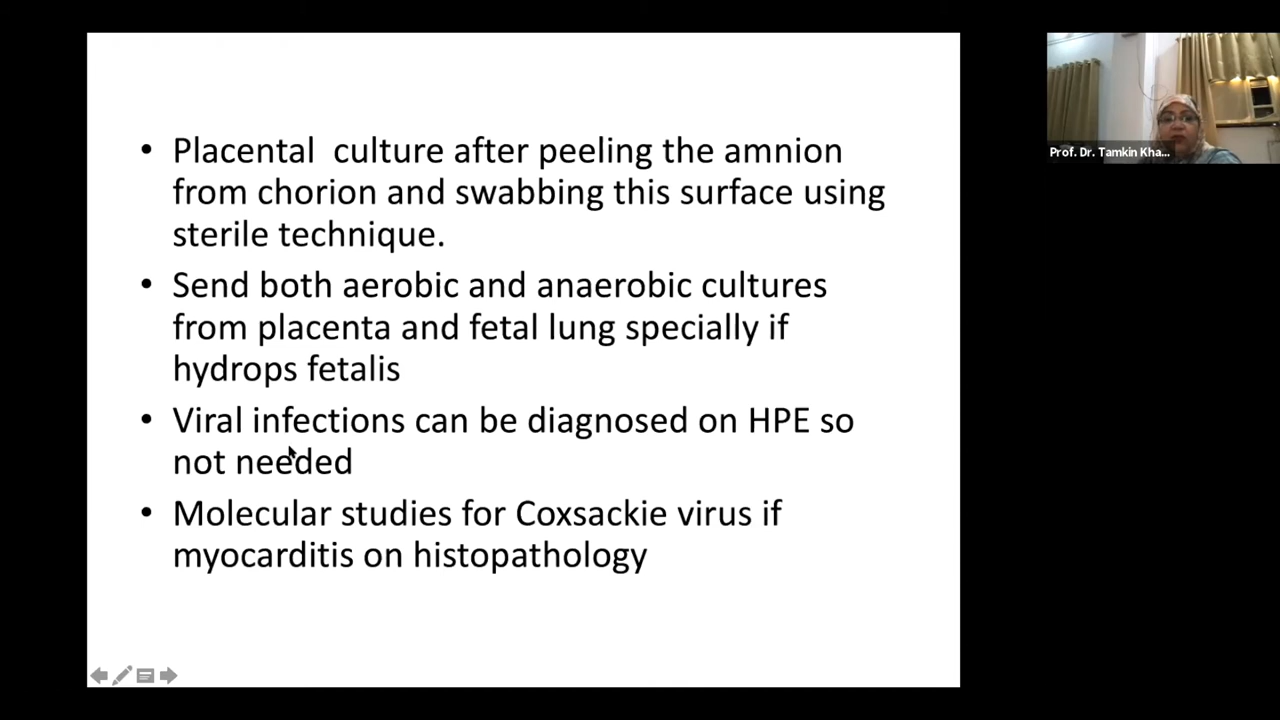 • Placental culture after peeling the amnion
from chorion and swabbing this surface using
sterile technique.
• Send both aerobic and anaerobic cultures
from placenta and fetal lung specially if
hydrops fetalis
• Viral infections can be diagnosed on HPE so
not needed
• Molecular studies for Coxsackie virus if
myocarditis on histopathology
Prof. Dr. Tamkin Kha...